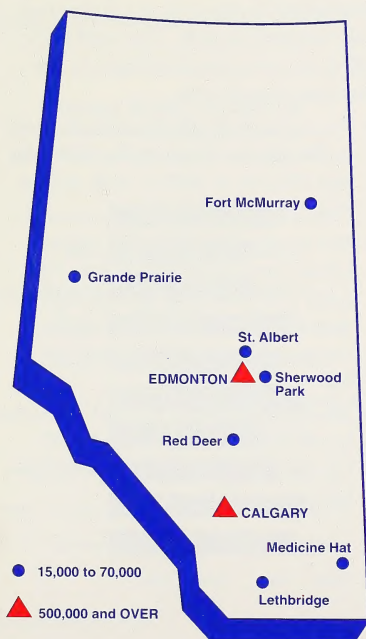 Fort McMurray
Grande Prairie
St. Albert
EDMONTON
Sherwood
Park
Red Deer
CALGARY
Medicine Hat
15,000 to 70,000
Lethbridge
500,000 and OVER